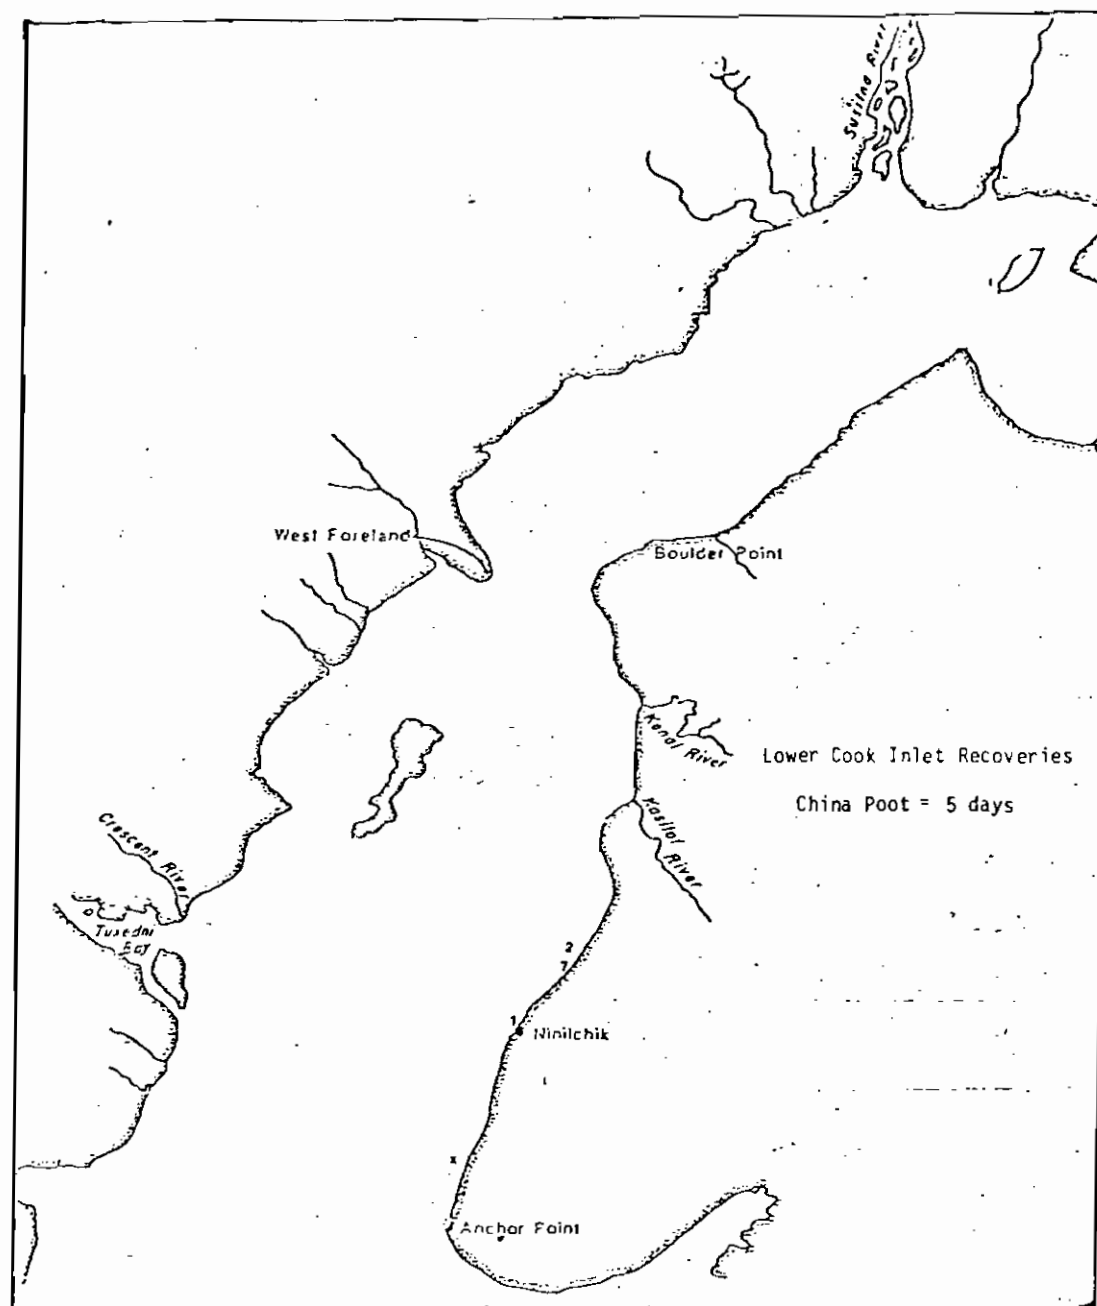 Susitna River
West Foreland
Boulder Point
Kenai River
Lower Cook Inlet Recoveries
China Poot = 5 days
Kasilof River
Crescent River
Tuxedni
Bay
2
7
1
Ninilchik
x
Anchor Point